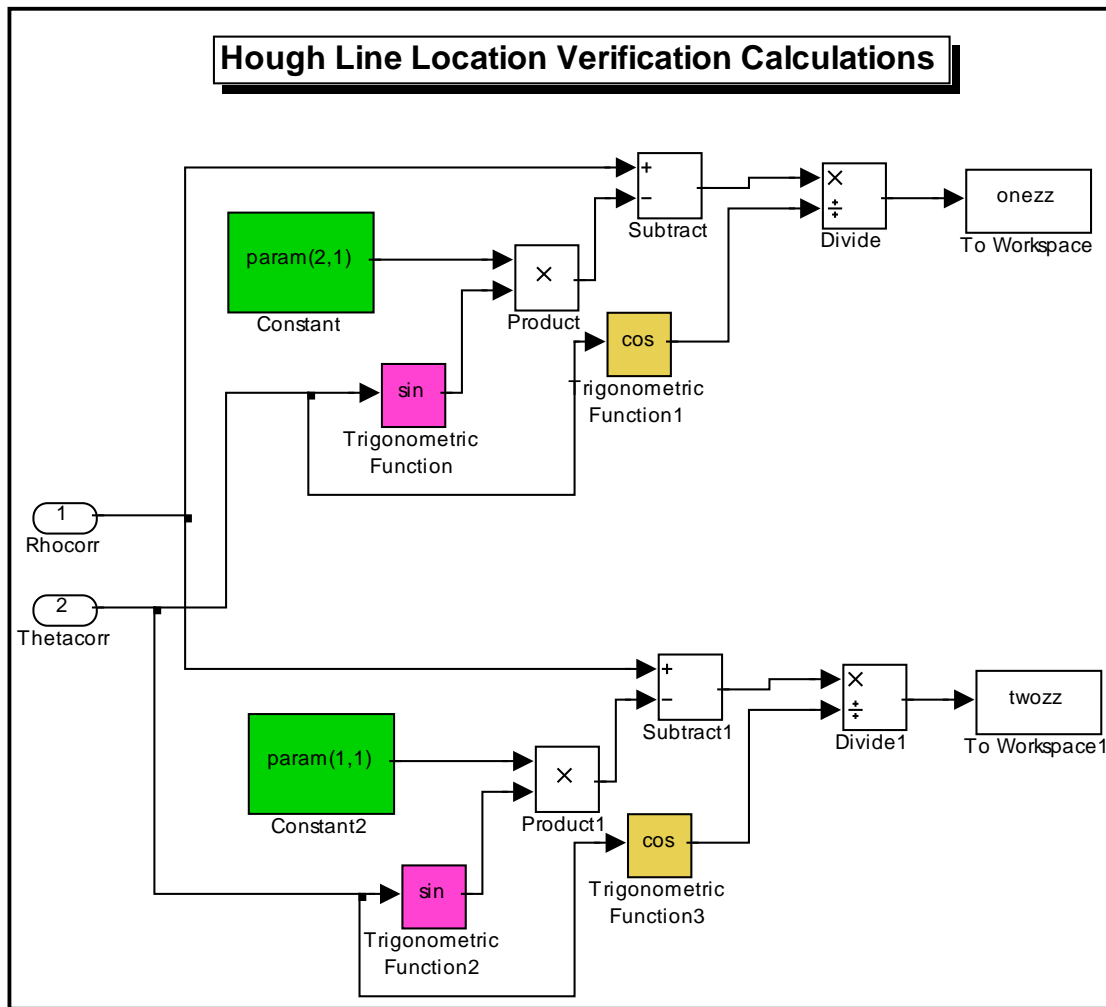 Hough Line Location Verification Calculations
+
−
Subtract
×
÷
Divide
onezz
To Workspace
param(2,1)
Constant
×
Product
cos
Trigonometric
Function1
sin
Trigonometric
Function
1
Rhocorr
2
Thetacorr
+
−
Subtract1
×
÷
Divide1
twozz
To Workspace1
param(1,1)
Constant2
×
Product1
cos
Trigonometric
Function3
sin
Trigonometric
Function2